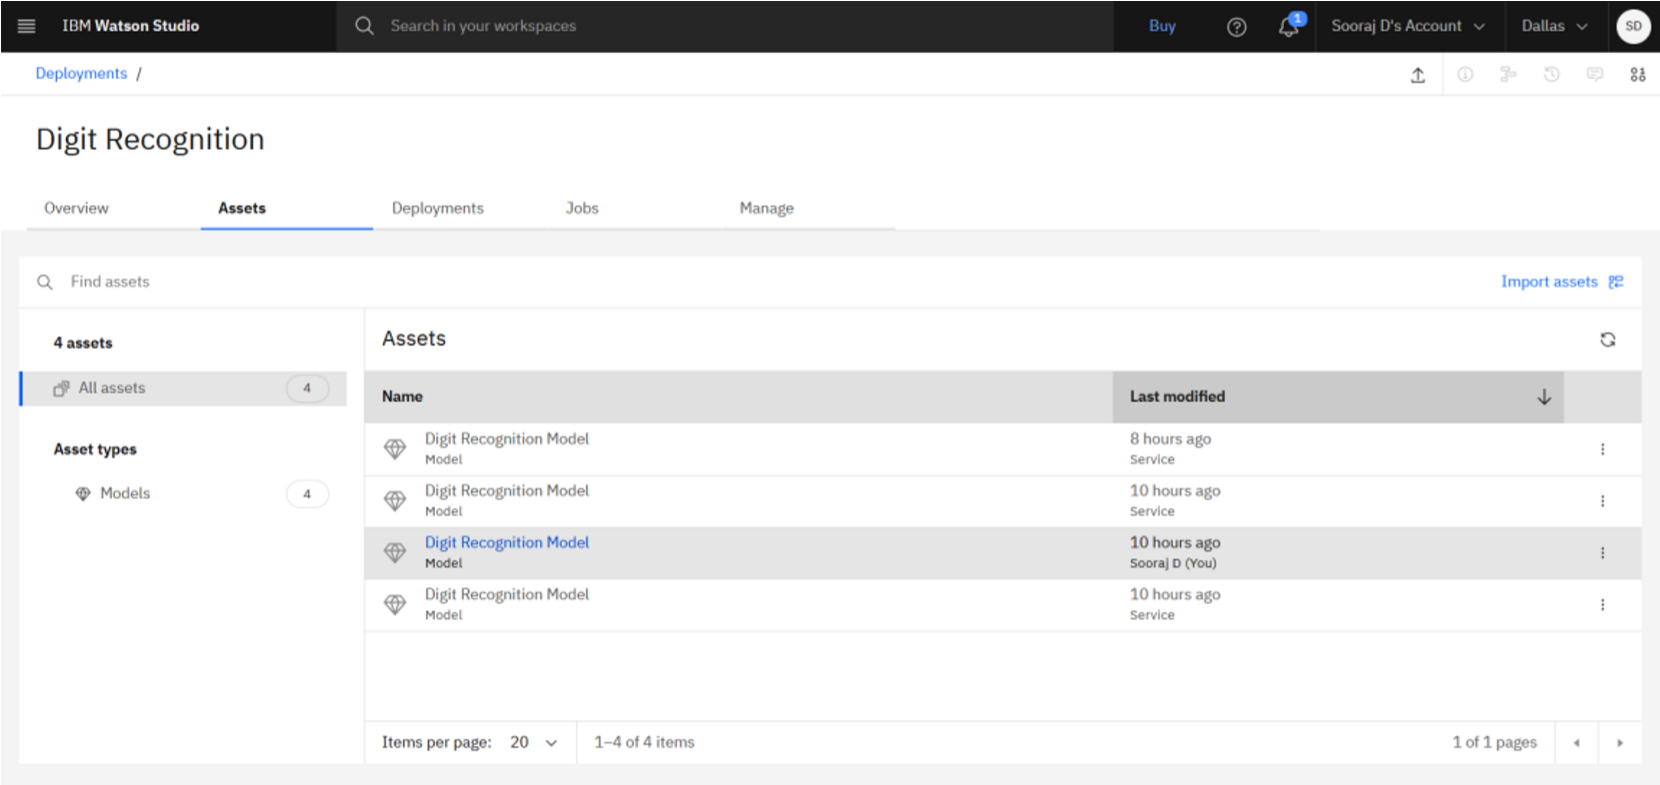 IBM Watson Studio Search in your workspaces Buy 1 Sooraj D's Account Dallas SD
Deployments /
Digit Recognition
Overview Assets Deployments Jobs Manage
Find assets Import assets
4 assets
All assets 4
Asset types
Models 4
Assets
Name Last modified
Digit Recognition Model 8 hours ago
Model Service
Digit Recognition Model 10 hours ago
Model Service
Digit Recognition Model 10 hours ago
Model Sooraj D (You)
Digit Recognition Model 10 hours ago
Model Service
Items per page: 20 1–4 of 4 items 1 of 1 pages